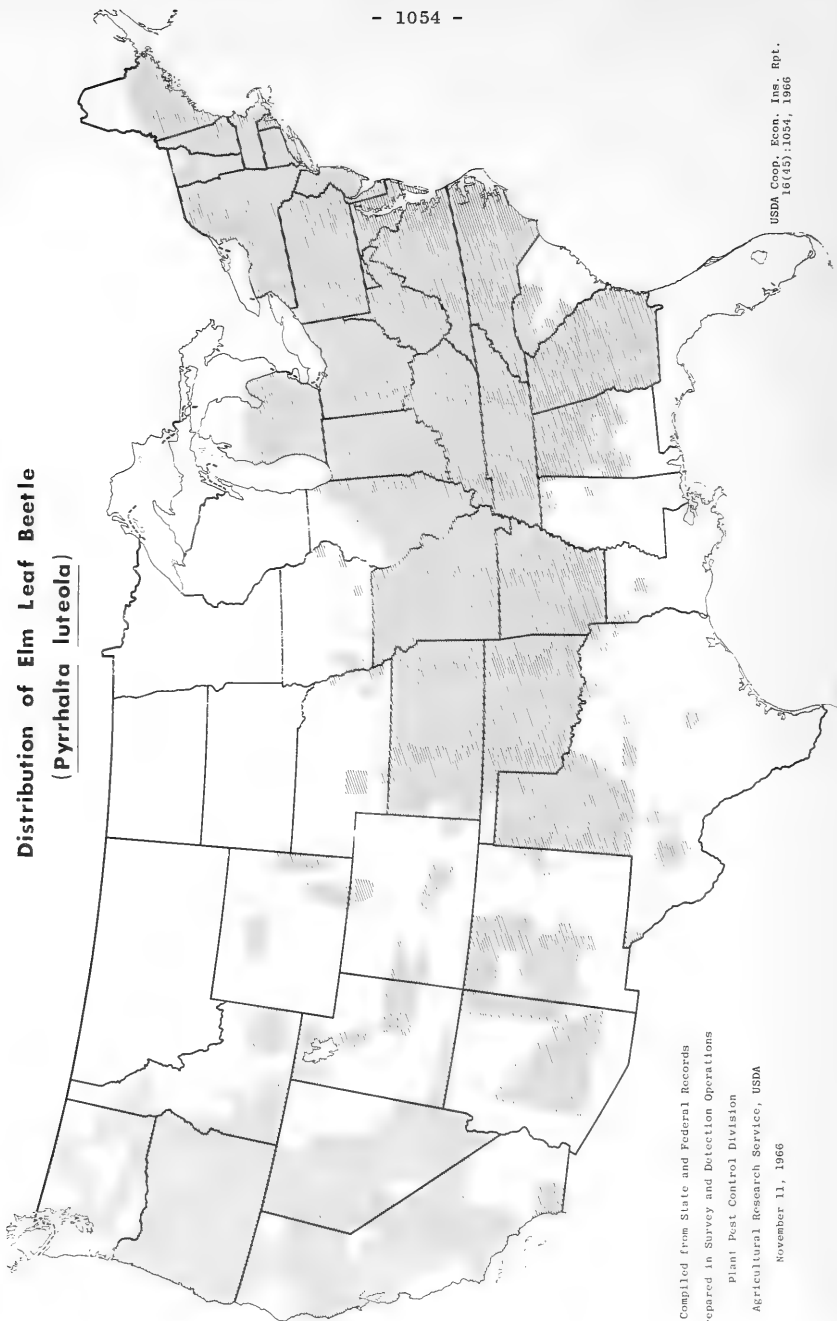 - 1054 -
Distribution of Elm Leaf Beetle
(Pyrrhalta luteola)
USDA Coop. Econ. Ins. Rpt.
16(45):1054, 1966
Compiled from State and Federal Records
repared in Survey and Detection Operations
Plant Pest Control Division
Agricultural Research Service, USDA
November 11, 1966